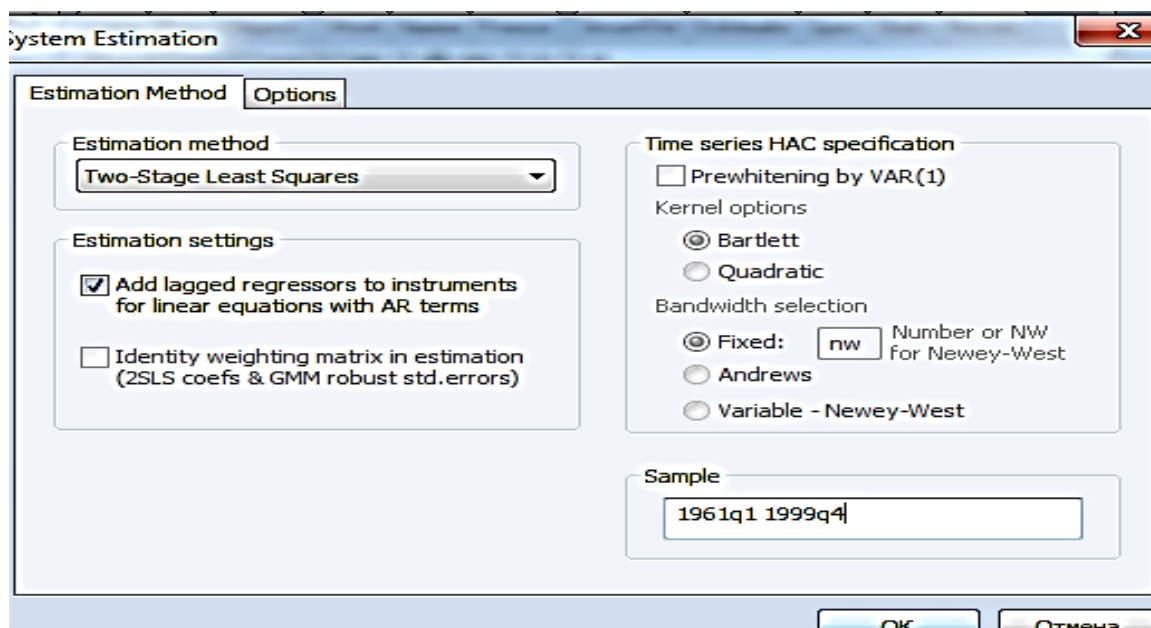 System Estimation
Estimation Method
Options
Estimation method
Two-Stage Least Squares
Estimation settings
Add lagged regressors to instruments
for linear equations with AR terms
Identity weighting matrix in estimation
(2SLS coefs & GMM robust std.errors)
Time series HAC specification
Prewhitening by VAR(1)
Kernel options
Bartlett
Quadratic
Bandwidth selection
Fixed:
nw
Number or NW
for Newey-West
Andrews
Variable - Newey-West
Sample
1961q1 1999q4
OK
Отмена